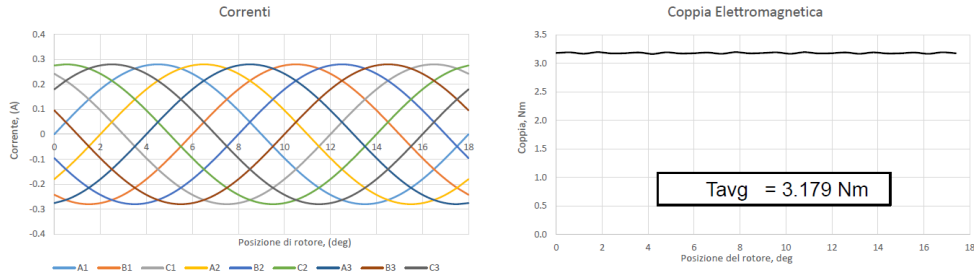 Correnti
0.4
0.3
0.2
0.1
0
-0.1
-0.2
-0.3
-0.4
Corrente, (A)
0 2 4 6 8 10 12 14 16 18
Posizione di rotore, (deg)
A1 B1 C1 A2 B2 C2 A3 B3 C3
Coppia Elettromagnetica
3.5
3.0
2.5
2.0
1.5
1.0
0.5
0.0
Coppia, Nm
Tavg = 3.179 Nm
0 2 4 6 8 10 12 14 16 18
Posizione del rotore, deg